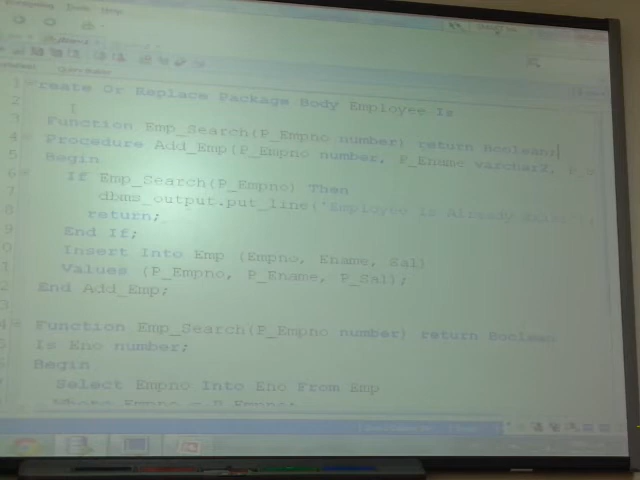 reate Or Replace Package Body Employee Is
Function Emp_Search(P_Empno number) return Boolean;
Procedure Add_Emp(P_Empno number, P_Ename varchar2,
Begin
If Emp_Search(P_Empno) Then
dbms_output.put_line('Employee is Already
return;
End If;
Insert Into Emp (Empno, Ename, Sal)
Values (P_Empno, P_Ename, P_Sal);
End Add_Emp;
Function Emp_Search(P_Empno number) return Boolean
Is Eno number;
Begin
Select Empno Into Eno From Emp
Where Empno = P_Empno;